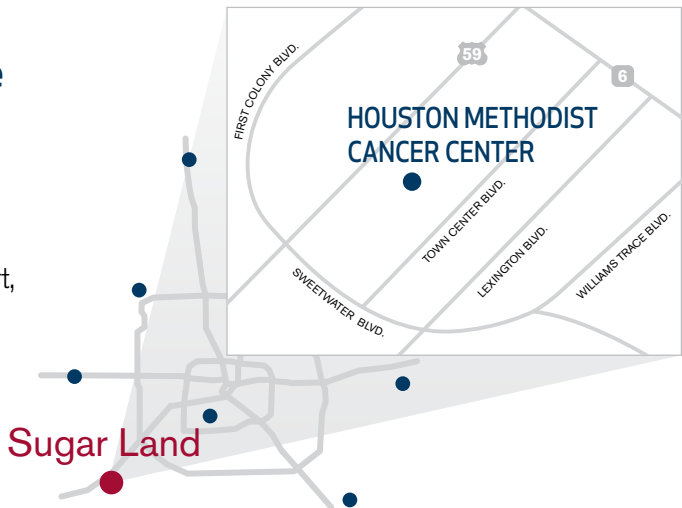 e
rt,
FIRST COLONY BLVD.
59
6
HOUSTON METHODIST
CANCER CENTER
TOWN CENTER BLVD.
LEXINGTON BLVD.
WILLIAMS TRACE BLVD.
SWEETWATER BLVD.
Sugar Land